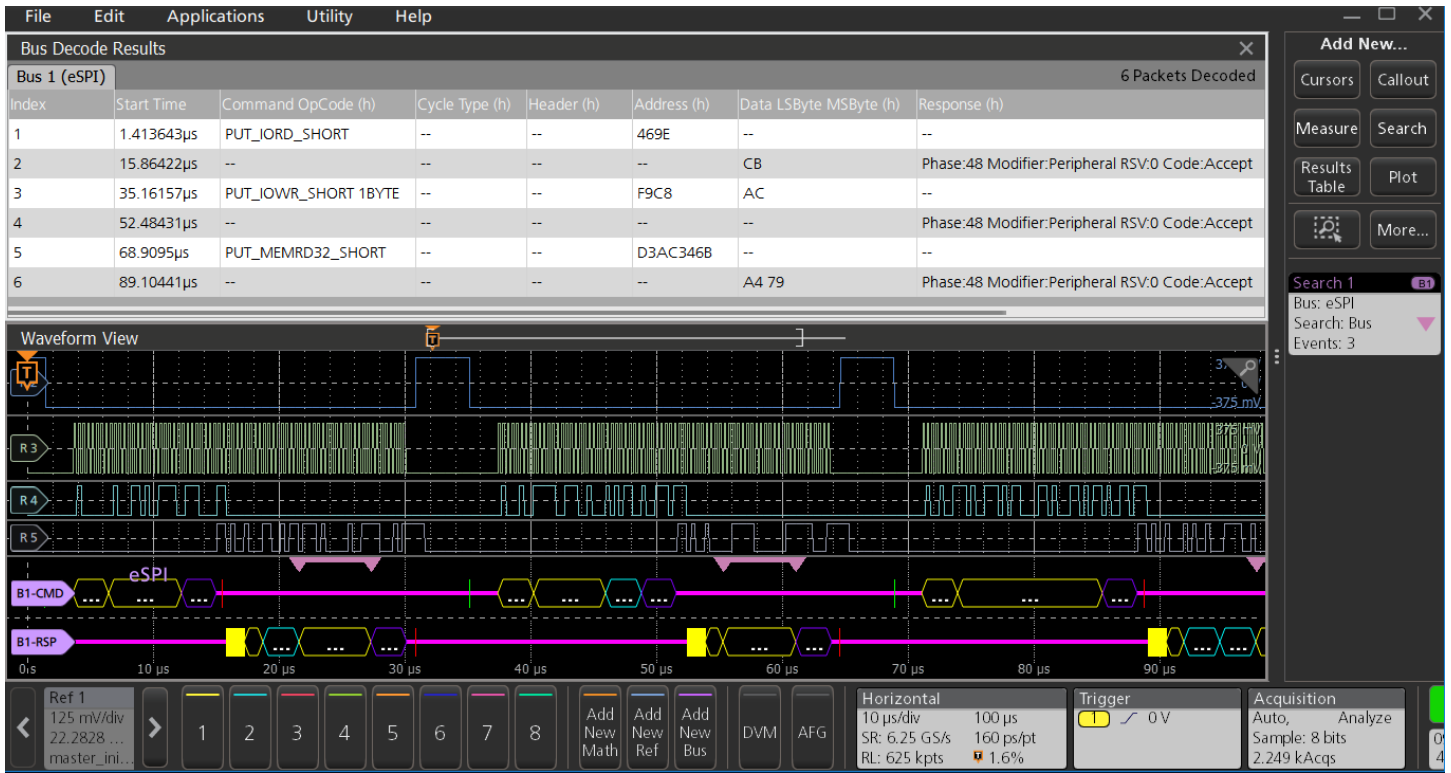 File Edit Applications Utility Help
Bus Decode Results
Bus 1 (eSPI) 6 Packets Decoded
Index Start Time Command OpCode (h) Cycle Type (h) Header (h) Address (h) Data LSByte MSByte (h) Response (h)
1 1.413643µs PUT_IORD_SHORT -- -- 469E -- --
2 15.86422µs -- -- -- -- CB Phase:48 Modifier:Peripheral RSV:0 Code:Accept
3 35.16157µs PUT_IOWR_SHORT 1BYTE -- -- F9C8 AC --
4 52.48431µs -- -- -- -- -- Phase:48 Modifier:Peripheral RSV:0 Code:Accept
5 68.9095µs PUT_MEMRD32_SHORT -- -- D3AC346B -- --
6 89.10441µs -- -- -- -- A4 79 Phase:48 Modifier:Peripheral RSV:0 Code:Accept
Add New...
Cursors Callout
Measure Search
Results Table Plot
More...
Search 1 B1
Bus: eSPI
Search: Bus
Events: 3
Waveform View
T
T
-375 mV
R 3
R 4
R 5
eSPI
B1-CMD ... ... ... ... ... ... ... ... ... ...
B1-RSP ... ... ... ... ... ... ...
0s 10 µs 20 µs 30 µs 40 µs 50 µs 60 µs 70 µs 80 µs 90 µs
Ref 1
125 mV/div
22.2828 ...
master_ini...
1 2 3 4 5 6 7 8
Add New Math
Add New Ref
Add New Bus
DVM AFG
Horizontal
10 µs/div 100 µs
SR: 6.25 GS/s 160 ps/pt
RL: 625 kpts 1.6%
Trigger
1 0 V
Acquisition
Auto, Analyze
Sample: 8 bits
2.249 kAcqs